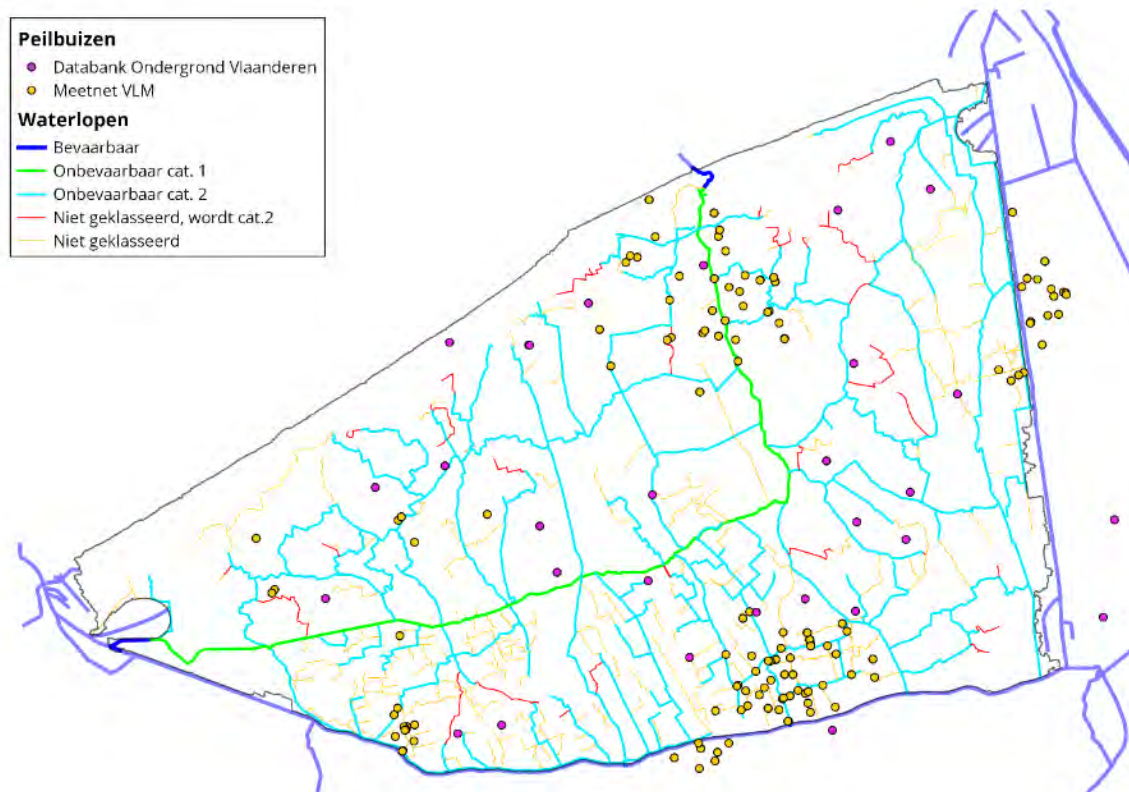 Peilbuizen
Databank Ondergrond Vlaanderen
Meetnet VLM
Waterlopen
Bevaarbaar
Onbevaarbaar cat. 1
Onbevaarbaar cat. 2
Niet geklasseerd, wordt cat.2
Niet geklasseerd